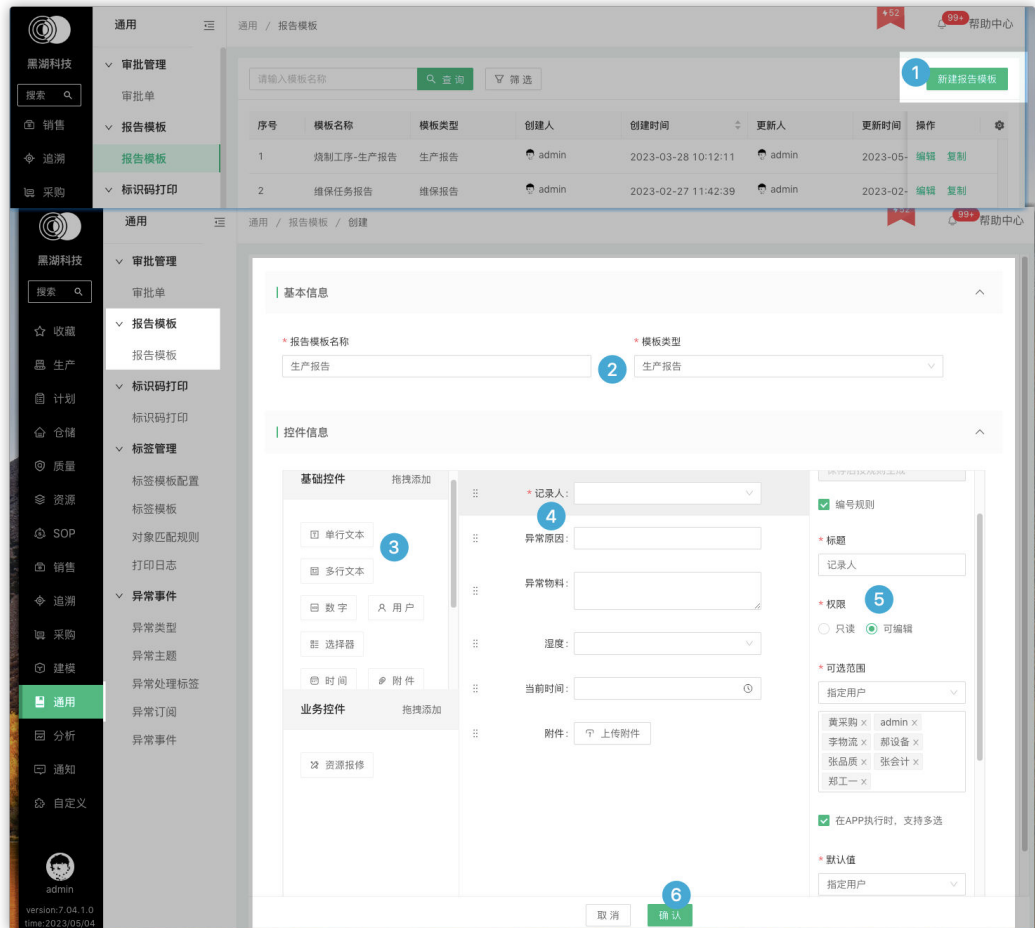 通用
+52
99+
帮助中心
通用 / 报告模板
黑湖科技
审批管理
1
搜索
审批单
请输入模板名称
查询
筛选
新建报告模板
销售
报告模板
序号 模板名称 模板类型 创建人 创建时间 更新人 更新时间 操作
追溯
报告模板
1 烧制工序-生产报告 生产报告 admin 2023-03-28 10:12:11 admin 2023-05- 编辑 复制
采购
标识码打印
2 维保任务报告 维保报告 admin 2023-02-27 11:42:39 admin 2023-02- 编辑 复制
通用
通用 / 报告模板 / 创建
99+
帮助中心
黑湖科技
搜索
收藏
生产
计划
仓储
质量
资源
SOP
销售
追溯
采购
建模
通用
分析
通知
自定义
admin
version:7.04.1.0
time:2023/05/04
审批管理
审批单
报告模板
报告模板
标识码打印
标识码打印
标签管理
标签模板配置
标签模板
对象匹配规则
打印日志
异常事件
异常类型
异常主题
异常处理标签
异常订阅
异常事件
基本信息
* 报告模板名称
生产报告
2
* 模板类型
生产报告
控件信息
基础控件 拖拽添加
单行文本
3
多行文本
数字 用户
选择器
时间 附件
业务控件 拖拽添加
资源报修
* 记录人:
4
异常原因:
异常物料:
湿度:
当前时间:
附件: 上传附件
编号规则
* 标题
记录人
* 权限
5
只读 可编辑
* 可选范围
指定用户
黄采购 × admin ×
李物流 × 郝设备 ×
张品质 × 张会计 ×
郑工一 ×
在APP执行时，支持多选
* 默认值
指定用户
6
取消 确认